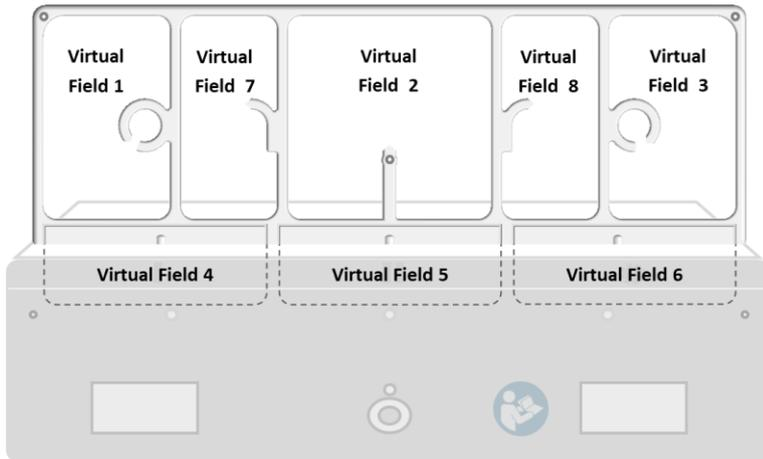 Virtual
Field 1
Virtual
Field 7
Virtual
Field 2
Virtual
Field 8
Virtual
Field 3
Virtual Field 4
Virtual Field 5
Virtual Field 6